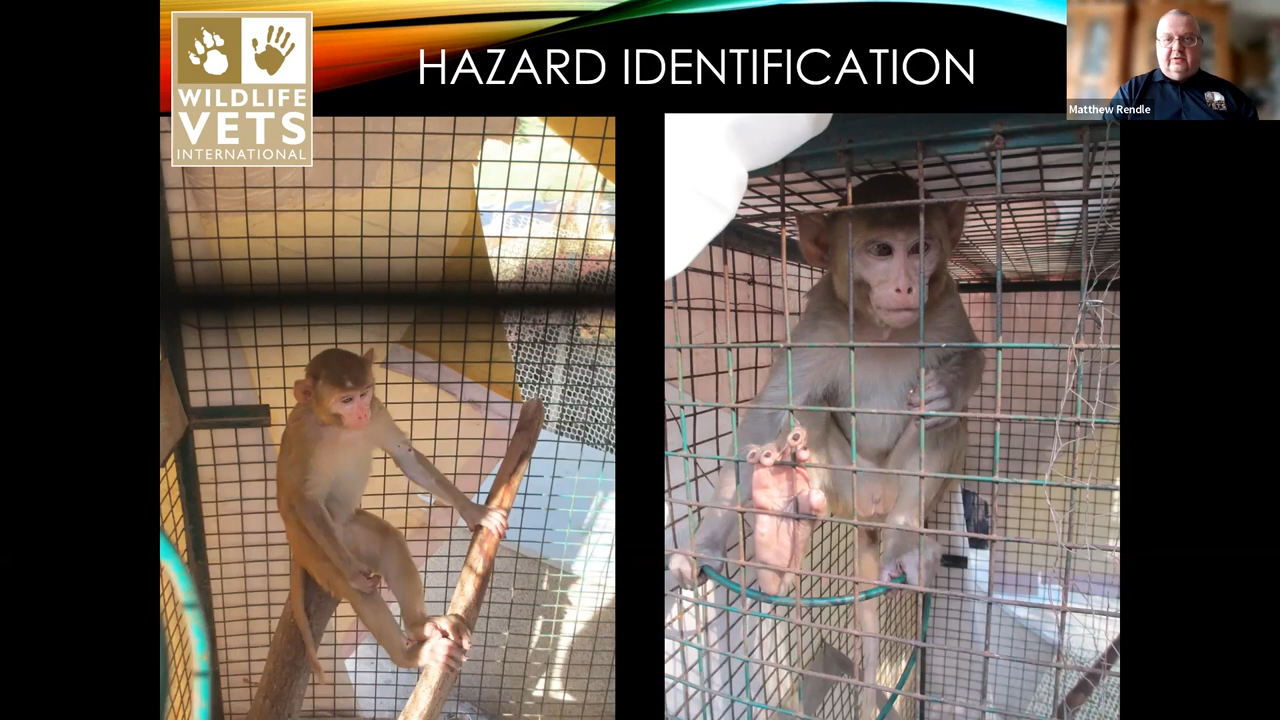 HAZARD IDENTIFICATION
WILDLIFE
VETS
INTERNATIONAL
Matthew Rendle